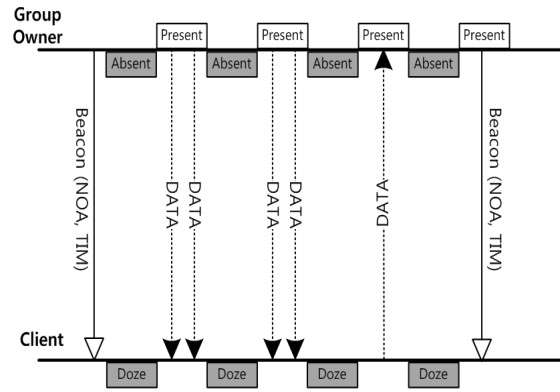 Group
Owner
Present Present Present Present
Absent Absent Absent Absent
Beacon (NOA, TIM)
DATA
DATA
DATA
DATA
DATA
Beacon (NOA, TIM)
Client
Doze Doze Doze Doze